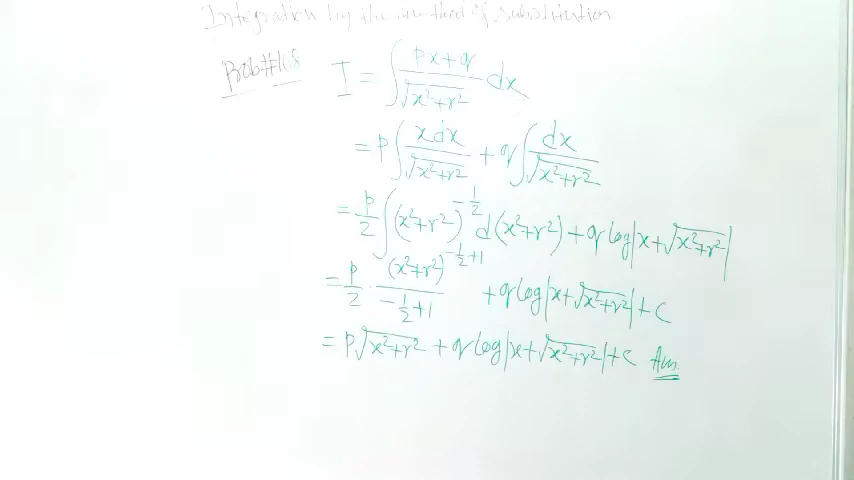 Integration by the method of substitution
Prob#168 I = ∫ (px+q)/√(x²+r²) dx
= p∫ xdx/√(x²+r²) + q∫ dx/√(x²+r²)
= p/2 ∫(x²+r²)^(-1/2) d(x²+r²) + q log|x+√(x²+r²)|
= p/2 · (x²+r²)^(-1/2+1)/(-1/2+1) + q log|x+√(x²+r²)| + c
= p√(x²+r²) + q log|x+√(x²+r²)| + c Ans.